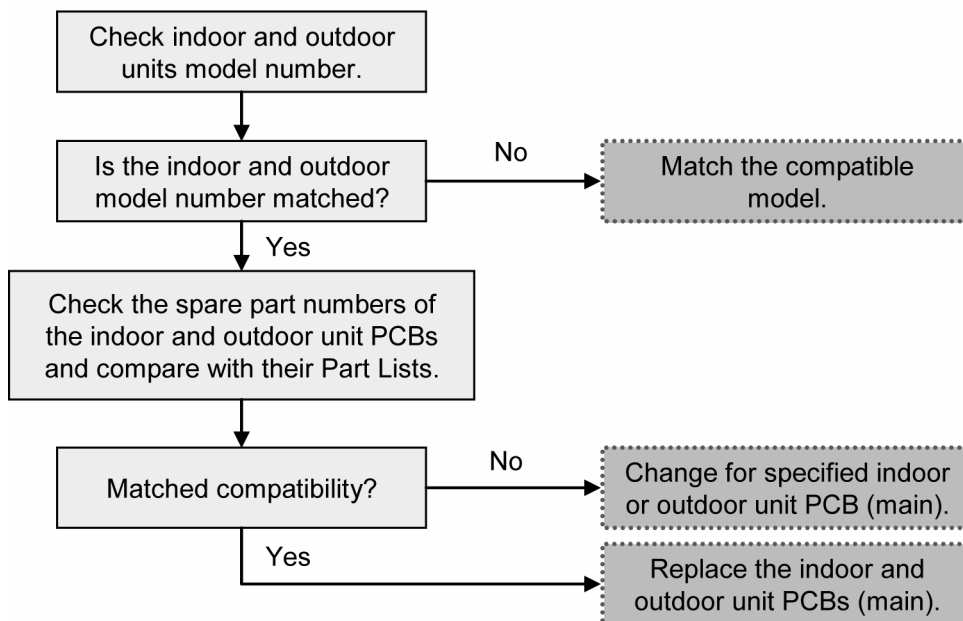 Check indoor and outdoor
units model number.
Is the indoor and outdoor
model number matched?
No
Match the compatible
model.
Yes
Check the spare part numbers of
the indoor and outdoor unit PCBs
and compare with their Part Lists.
Matched compatibility?
No
Change for specified indoor
or outdoor unit PCB (main).
Yes
Replace the indoor and
outdoor unit PCBs (main).